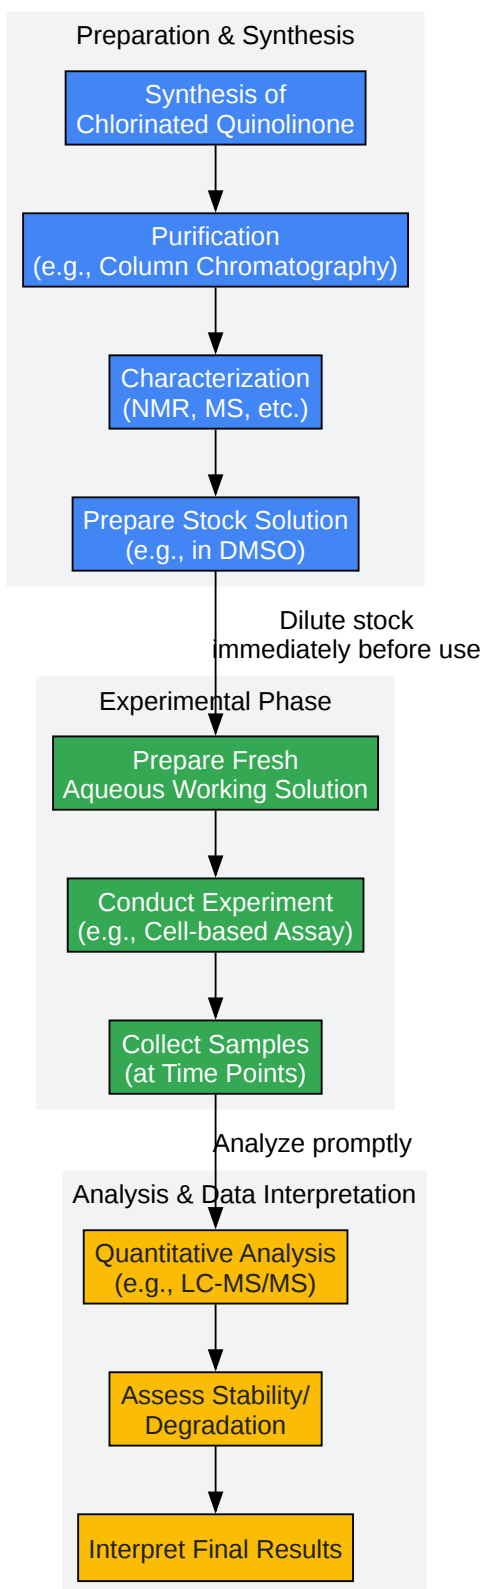 Preparation & Synthesis
Synthesis of
Chlorinated Quinolinone
Purification
(e.g., Column Chromatography)
Characterization
(NMR, MS, etc.)
Prepare Stock Solution
(e.g., in DMSO)
Dilute stock
immediately before use
Experimental Phase
Prepare Fresh
Aqueous Working Solution
Conduct Experiment
(e.g., Cell-based Assay)
Collect Samples
(at Time Points)
Analyze promptly
Analysis & Data Interpretation
Quantitative Analysis
(e.g., LC-MS/MS)
Assess Stability/
Degradation
Interpret Final Results